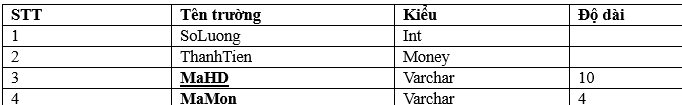 STT Tên trường Kiểu Độ dài
1 SoLuong Int
2 ThanhTien Money
3 MaHD Varchar 10
4 MaMon Varchar 4